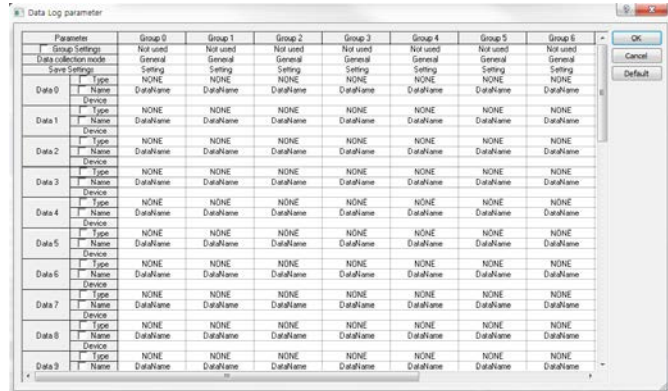 Data Log parameter
Parameter Group 0 Group 1 Group 2 Group 3 Group 4 Group 5 Group 6
Group Settings Not used Not used Not used Not used Not used Not used Not used
Data collection mode General General General General General General General
Save Settings Setting Setting Setting Setting Setting Setting Setting
Data 0 Type NONE NONE NONE NONE NONE NONE NONE
Name DataName DataName DataName DataName DataName DataName DataName
Device
Data 1 Type NONE NONE NONE NONE NONE NONE NONE
Name DataName DataName DataName DataName DataName DataName DataName
Device
Data 2 Type NONE NONE NONE NONE NONE NONE NONE
Name DataName DataName DataName DataName DataName DataName DataName
Device
Data 3 Type NONE NONE NONE NONE NONE NONE NONE
Name DataName DataName DataName DataName DataName DataName DataName
Device
Data 4 Type NONE NONE NONE NONE NONE NONE NONE
Name DataName DataName DataName DataName DataName DataName DataName
Device
Data 5 Type NONE NONE NONE NONE NONE NONE NONE
Name DataName DataName DataName DataName DataName DataName DataName
Device
Data 6 Type NONE NONE NONE NONE NONE NONE NONE
Name DataName DataName DataName DataName DataName DataName DataName
Device
Data 7 Type NONE NONE NONE NONE NONE NONE NONE
Name DataName DataName DataName DataName DataName DataName DataName
Device
Data 8 Type NONE NONE NONE NONE NONE NONE NONE
Name DataName DataName DataName DataName DataName DataName DataName
Device
Data 9 Type NONE NONE NONE NONE NONE NONE NONE
Name DataName DataName DataName DataName DataName DataName DataName
OK
Cancel
Default